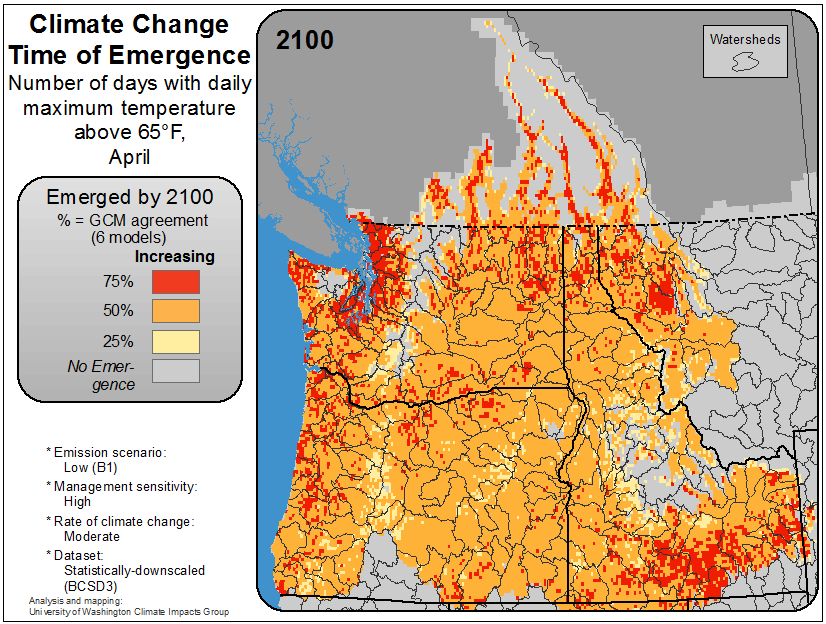 Climate Change
Time of Emergence
Number of days with daily
maximum temperature
above 65°F,
April
2100
Watersheds
Emerged by 2100
% = GCM agreement
(6 models)
Increasing
75%
50%
25%
No Emer-
gence
* Emission scenario:
Low (B1)
* Management sensitivity:
High
* Rate of climate change:
Moderate
* Dataset:
Statistically-downscaled
(BCSD3)
Analysis and mapping:
University of Washington Climate Impacts Group